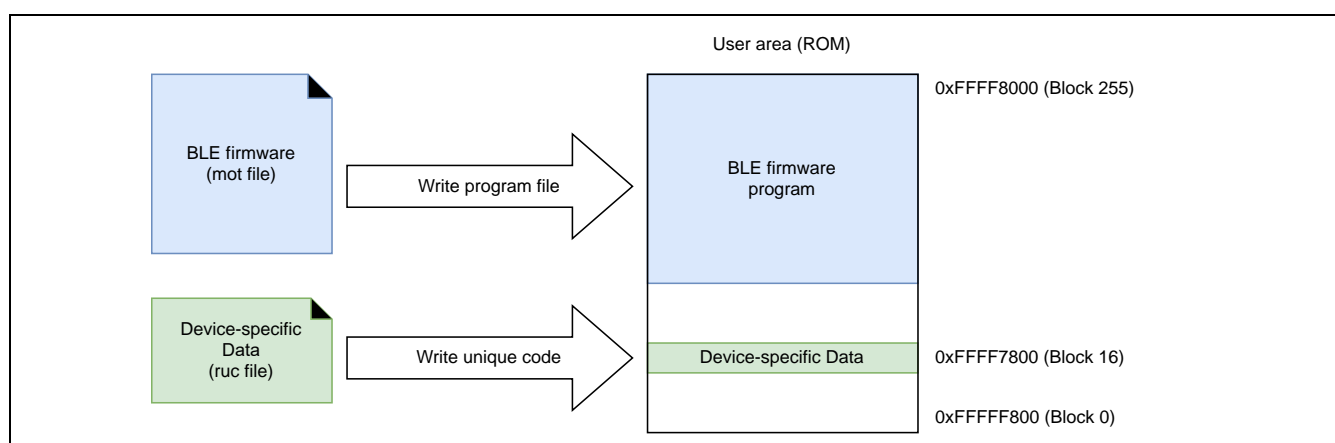 User area (ROM)
0xFFFF8000 (Block 255)
BLE firmware
(mot file)
Write program file
BLE firmware
program
Device-specific
Data
(ruc file)
Write unique code
Device-specific Data
0xFFFF7800 (Block 16)
0xFFFFF800 (Block 0)